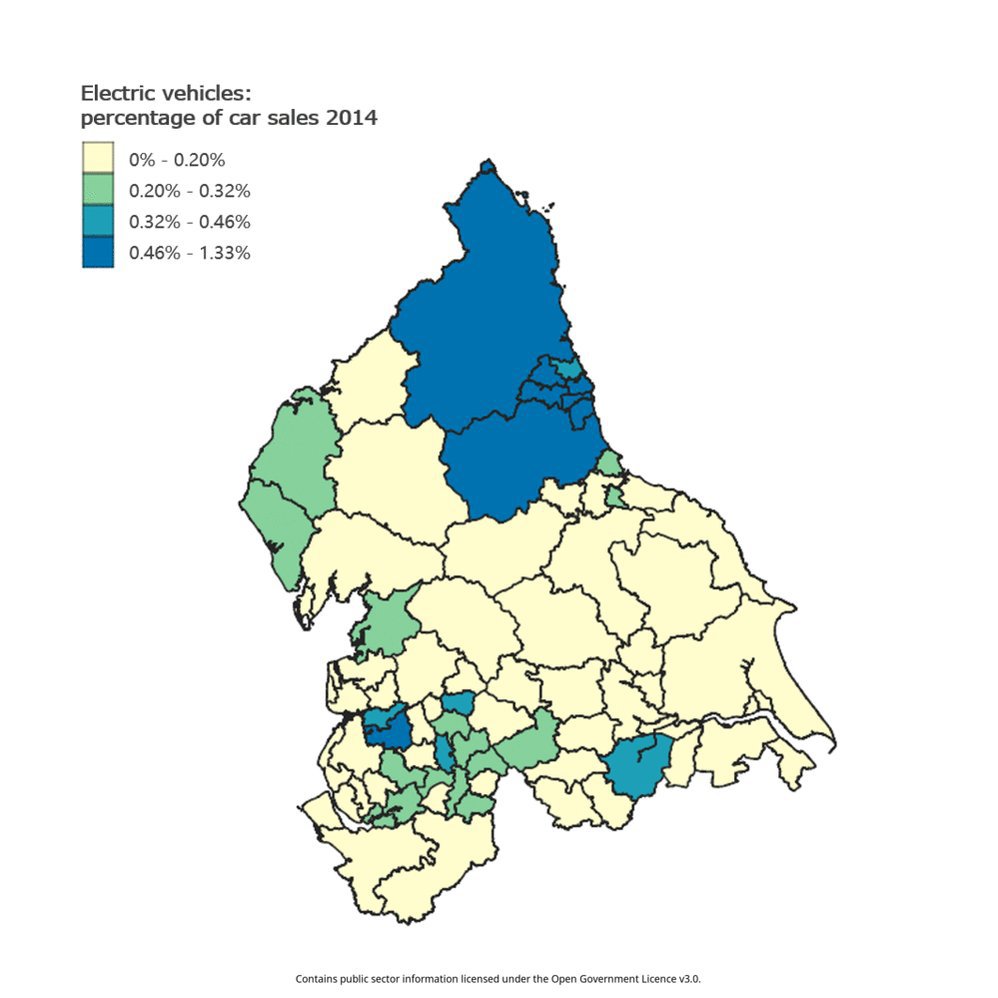 Electric vehicles:
percentage of car sales 2014
0% - 0.20%
0.20% - 0.32%
0.32% - 0.46%
0.46% - 1.33%
Contains public sector information licensed under the Open Government Licence v3.0.